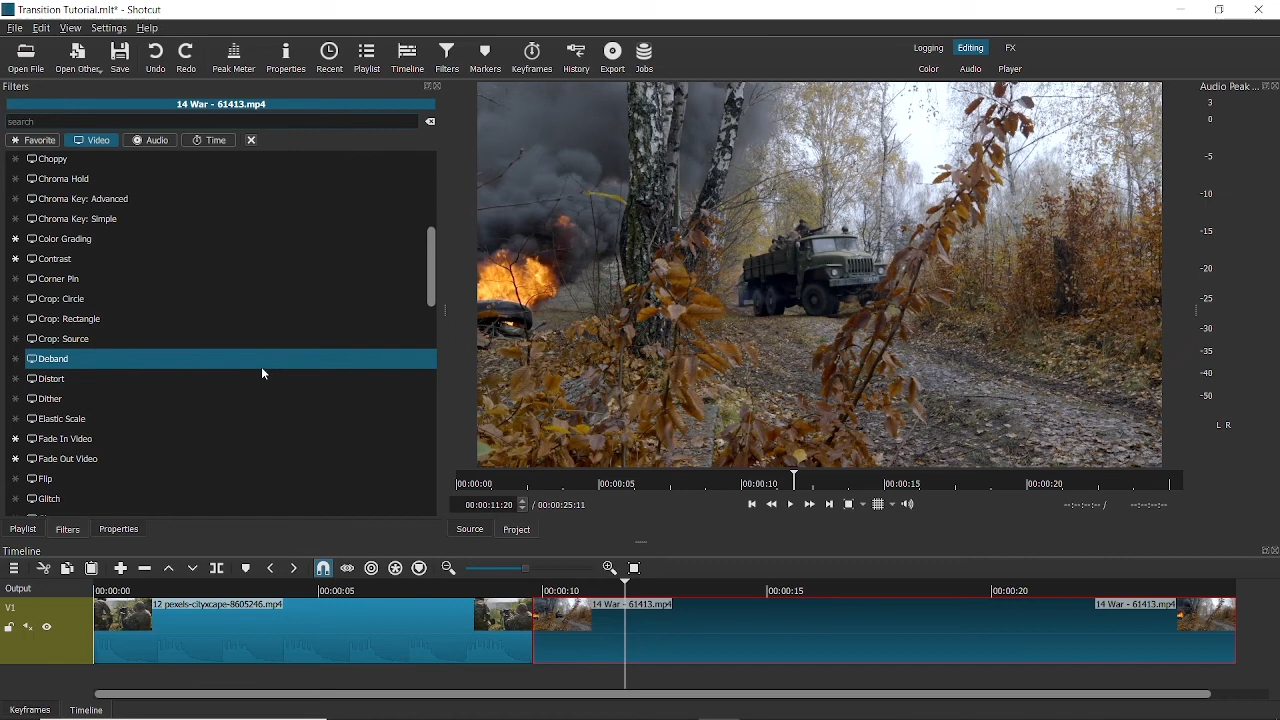 Transition Tutorial.mlt* - Shotcut
File Edit View Settings Help
Open File Open Other Save Undo Redo Peak Meter Properties Recent Playlist Timeline Filters Markers Keyframes History Export Jobs
Logging Editing FX
Color Audio Player
Filters
14 War - 61413.mp4
search
Favorite Video Audio Time
Choppy
Chroma Hold
Chroma Key: Advanced
Chroma Key: Simple
Color Grading
Contrast
Corner Pin
Crop: Circle
Crop: Rectangle
Crop: Source
Deband
Distort
Dither
Elastic Scale
Fade In Video
Fade Out Video
Flip
Glitch
Playlist Filters Properties
Audio Peak ...
3
0
-5
-10
-15
-20
-25
-30
-35
-40
-50
L R
00:00:00 00:00:05 00:00:10 00:00:15 00:00:20
00:00:11:20 / 00:00:25:11
--:--:--:-- / --:--:--:--
Source Project
Timeline
Output
00:00:00 00:00:05 00:00:10 00:00:15 00:00:20
V1
12 pexels-cityxcape-8605246.mp4
14 War - 61413.mp4
14 War - 61413.mp4
Keyframes Timeline